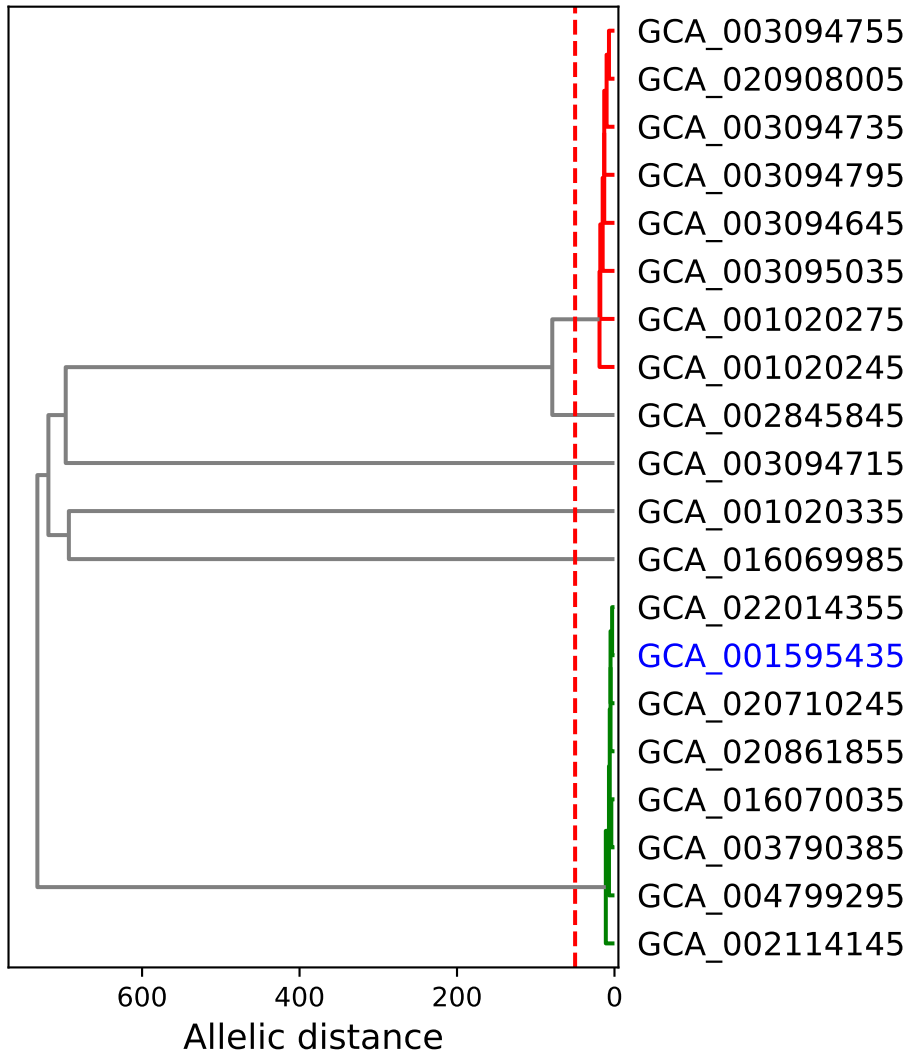 GCA_003094755
GCA_020908005
GCA_003094735
GCA_003094795
GCA_003094645
GCA_003095035
GCA_001020275
GCA_001020245
GCA_002845845
GCA_003094715
GCA_001020335
GCA_016069985
GCA_022014355
GCA_001595435
GCA_020710245
GCA_020861855
GCA_016070035
GCA_003790385
GCA_004799295
GCA_002114145
600 400 200 0
Allelic distance